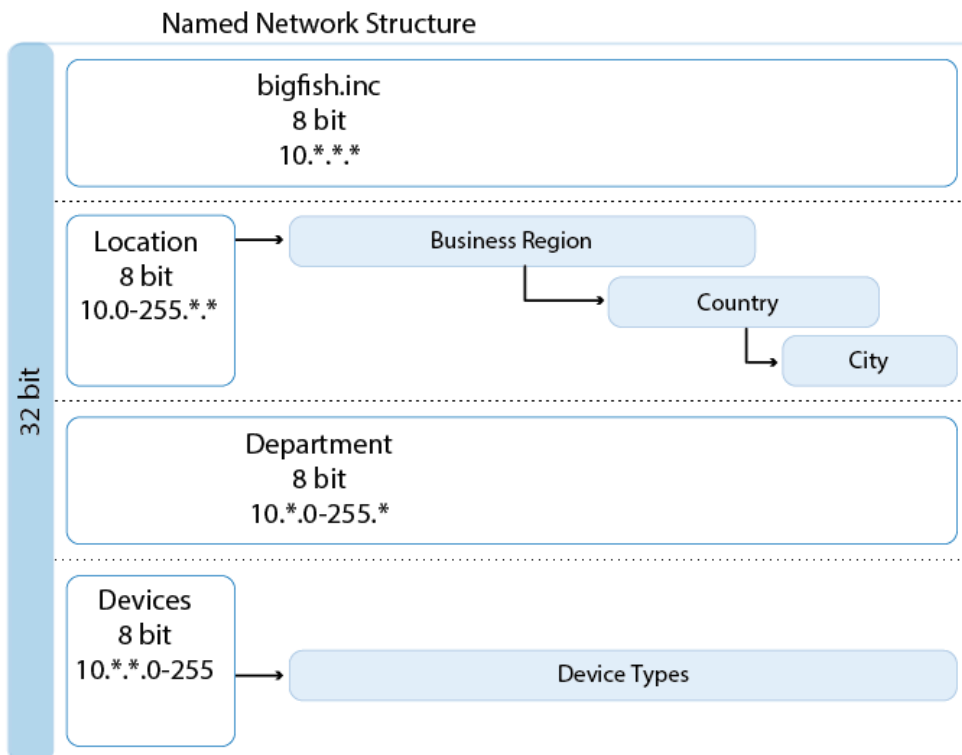 Named Network Structure
32 bit
bigfish.inc
8 bit
10.*.*.*
Location
8 bit
10.0-255.*.*
Business Region
Country
City
Department
8 bit
10.*.0-255.*
Devices
8 bit
10.*.*.0-255
Device Types